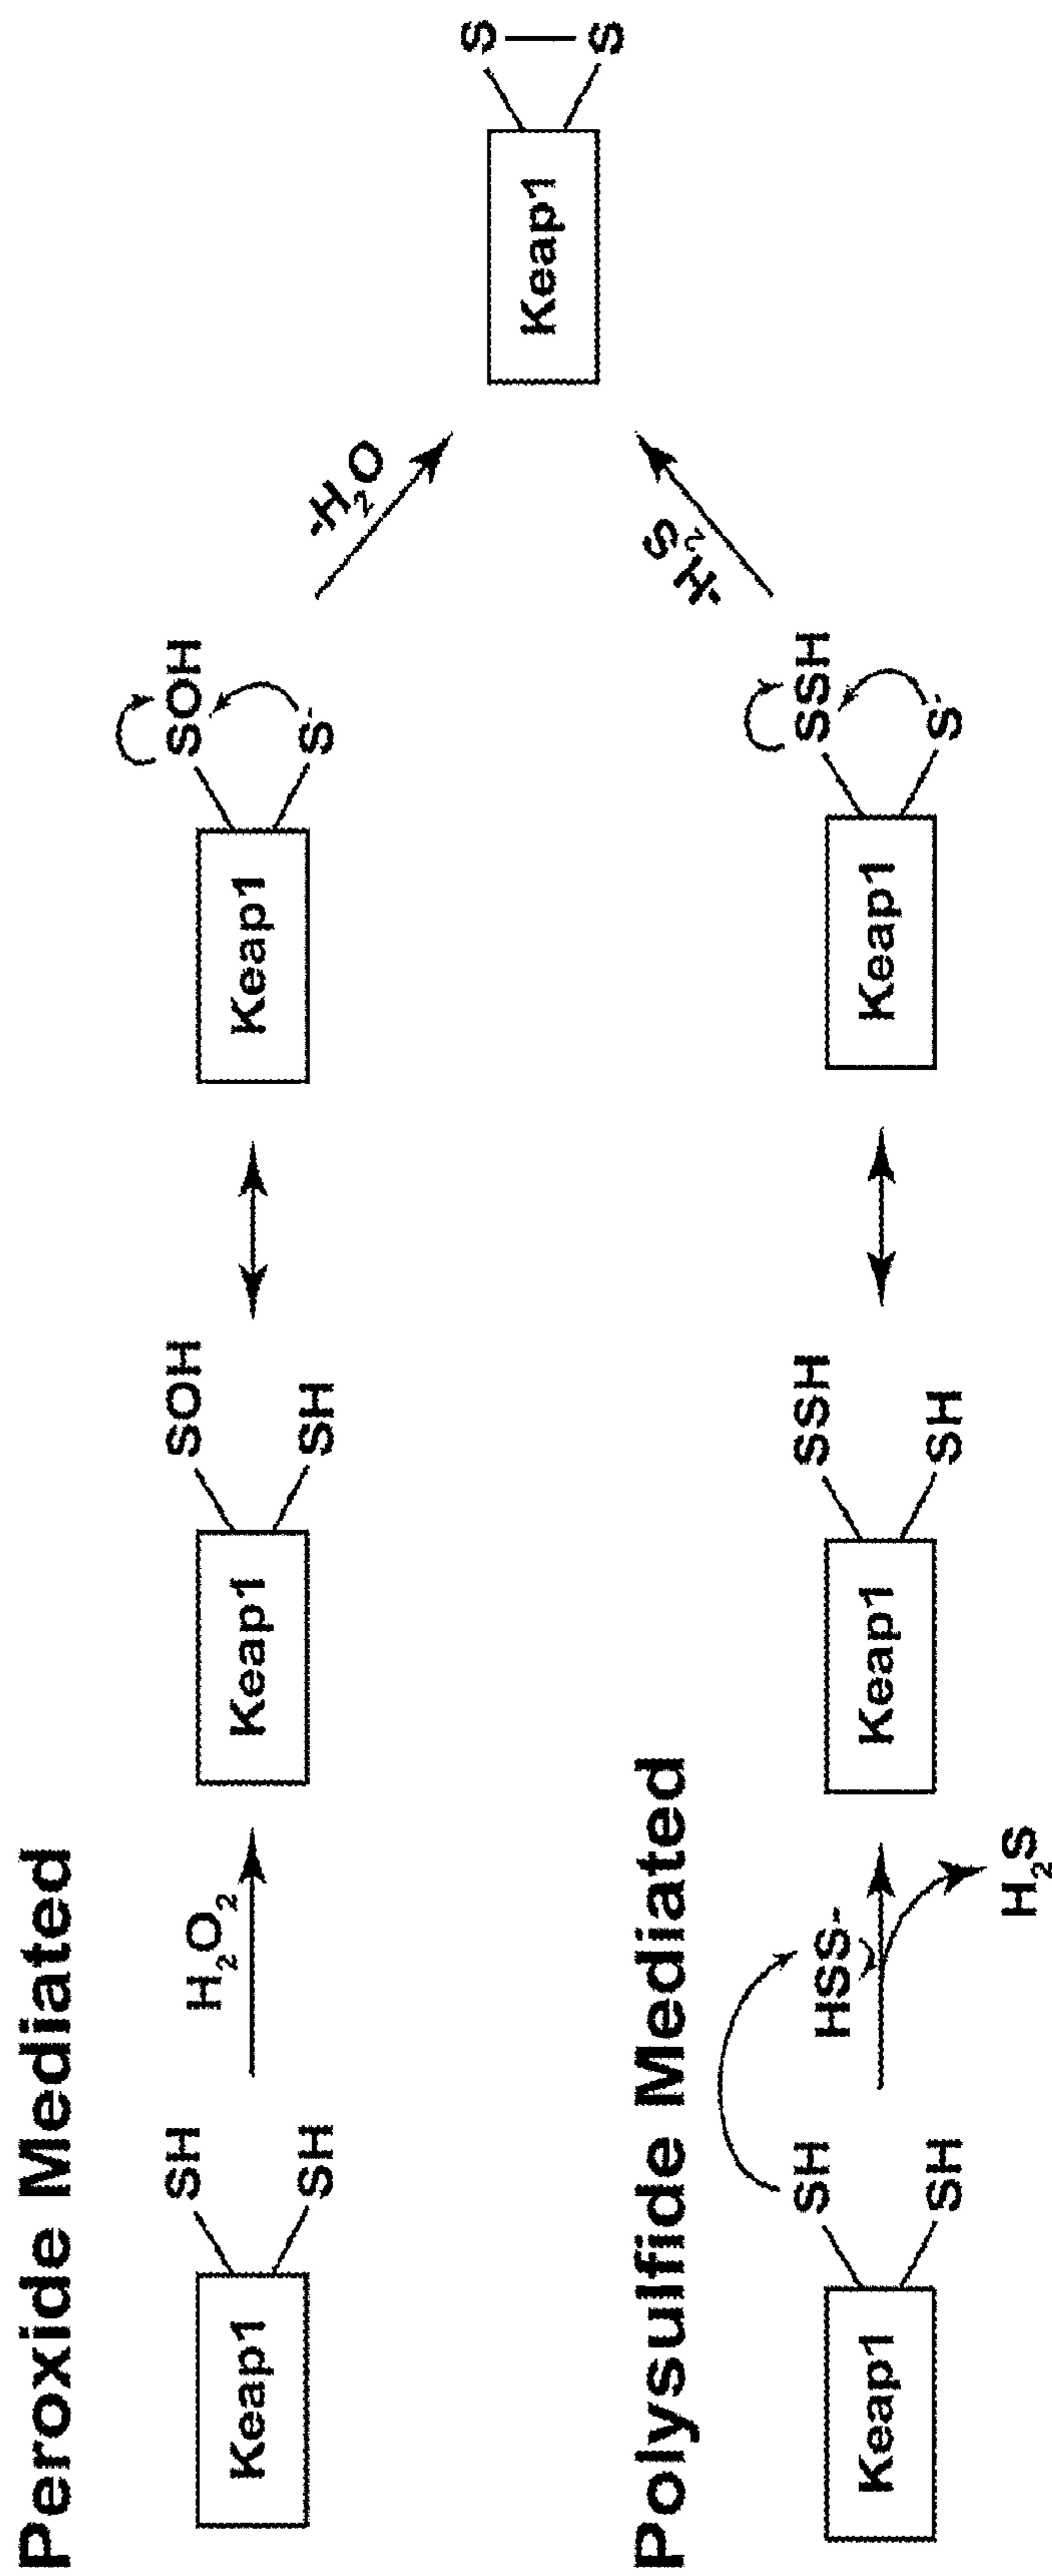 Peroxide Mediated
Keap1
SH
SH
H2O2
Keap1
SOH
SH
Keap1
SOH
S-
-H2O
Polysulfide Mediated
Keap1
SH
SH
HSS-
H2S
Keap1
SSH
SH
Keap1
SSH
S-
-H2S
Keap1
S
S